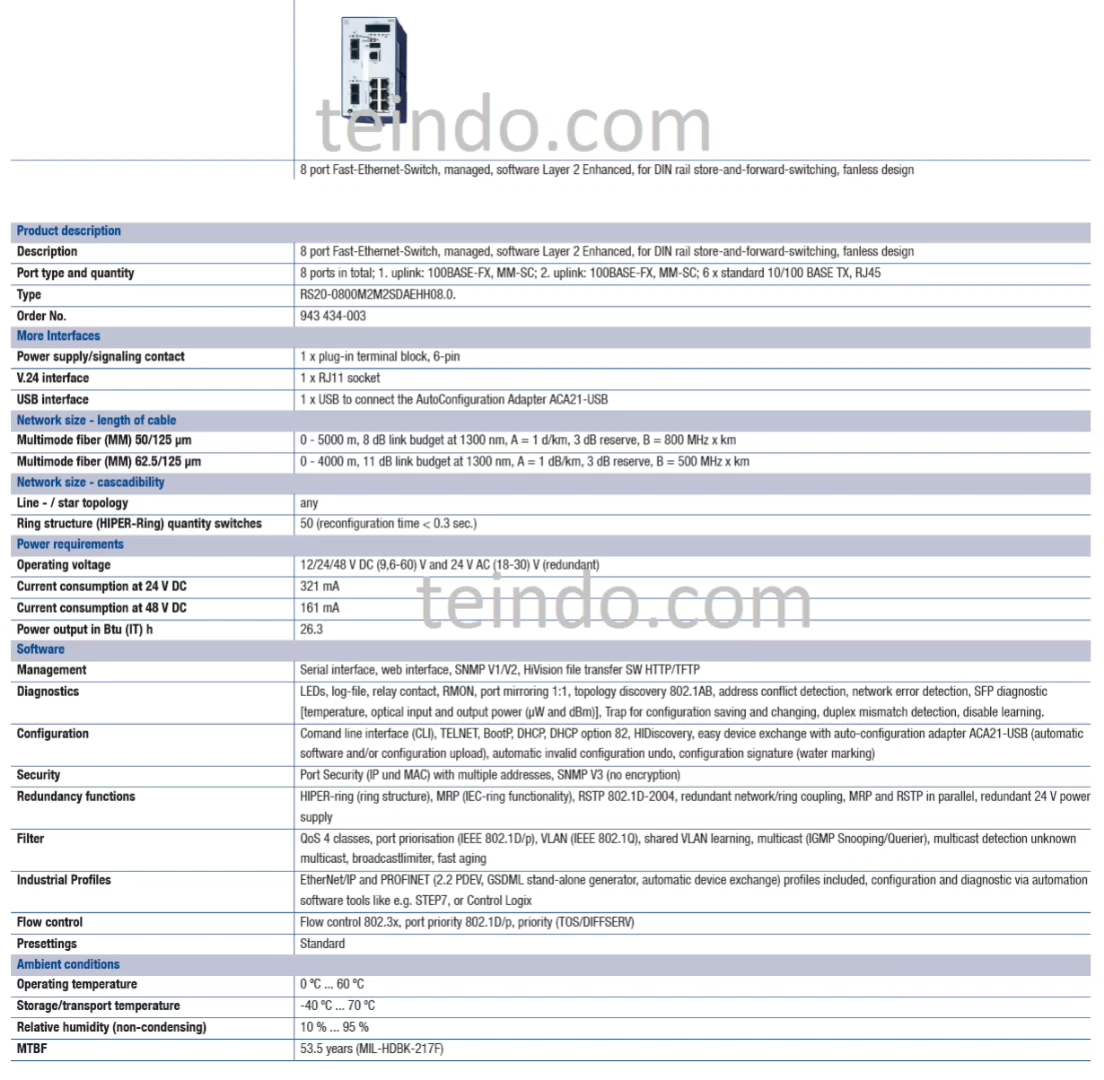 teindo.com
8 port Fast-Ethernet-Switch, managed, software Layer 2 Enhanced, for DIN rail store-and-forward-switching, fanless design
Product description
Description 8 port Fast-Ethernet-Switch, managed, software Layer 2 Enhanced, for DIN rail store-and-forward-switching, fanless design
Port type and quantity 8 ports in total; 1. uplink: 100BASE-FX, MM-SC; 2. uplink: 100BASE-FX, MM-SC; 6 x standard 10/100 BASE TX, RJ45
Type RS20-0800M2M2SDAEHH08.0.
Order No. 943 434-003
More Interfaces
Power supply/signaling contact 1 x plug-in terminal block, 6-pin
V.24 interface 1 x RJ11 socket
USB interface 1 x USB to connect the AutoConfiguration Adapter ACA21-USB
Network size - length of cable
Multimode fiber (MM) 50/125 µm 0 - 5000 m, 8 dB link budget at 1300 nm, A = 1 d/km, 3 dB reserve, B = 800 MHz x km
Multimode fiber (MM) 62.5/125 µm 0 - 4000 m, 11 dB link budget at 1300 nm, A = 1 dB/km, 3 dB reserve, B = 500 MHz x km
Network size - cascadibility
Line - / star topology any
Ring structure (HIPER-Ring) quantity switches 50 (reconfiguration time < 0.3 sec.)
Power requirements
Operating voltage 12/24/48 V DC (9,6-60) V and 24 V AC (18-30) V (redundant)
Current consumption at 24 V DC 321 mA
Current consumption at 48 V DC 161 mA
teindo.com
Power output in Btu (IT) h 26.3
Software
Management Serial interface, web interface, SNMP V1/V2, HiVision file transfer SW HTTP/TFTP
Diagnostics LEDs, log-file, relay contact, RMON, port mirroring 1:1, topology discovery 802.1AB, address conflict detection, network error detection, SFP diagnostic
[temperature, optical input and output power (µW and dBm)], Trap for configuration saving and changing, duplex mismatch detection, disable learning.
Configuration Comand line interface (CLI), TELNET, BootP, DHCP, DHCP option 82, HIDiscovery, easy device exchange with auto-configuration adapter ACA21-USB (automatic
software and/or configuration upload), automatic invalid configuration undo, configuration signature (water marking)
Security Port Security (IP und MAC) with multiple addresses, SNMP V3 (no encryption)
Redundancy functions HIPER-ring (ring structure), MRP (IEC-ring functionality), RSTP 802.1D-2004, redundant network/ring coupling, MRP and RSTP in parallel, redundant 24 V power
supply
Filter QoS 4 classes, port priorisation (IEEE 802.1D/p), VLAN (IEEE 802.1Q), shared VLAN learning, multicast (IGMP Snooping/Querier), multicast detection unknown
multicast, broadcastlimiter, fast aging
Industrial Profiles EtherNet/IP and PROFINET (2.2 PDEV, GSDML stand-alone generator, automatic device exchange) profiles included, configuration and diagnostic via automation
software tools like e.g. STEP7, or Control Logix
Flow control Flow control 802.3x, port priority 802.1D/p, priority (TOS/DIFFSERV)
Presettings Standard
Ambient conditions
Operating temperature 0 ºC ... 60 ºC
Storage/transport temperature -40 ºC ... 70 ºC
Relative humidity (non-condensing) 10 % ... 95 %
MTBF 53.5 years (MIL-HDBK-217F)